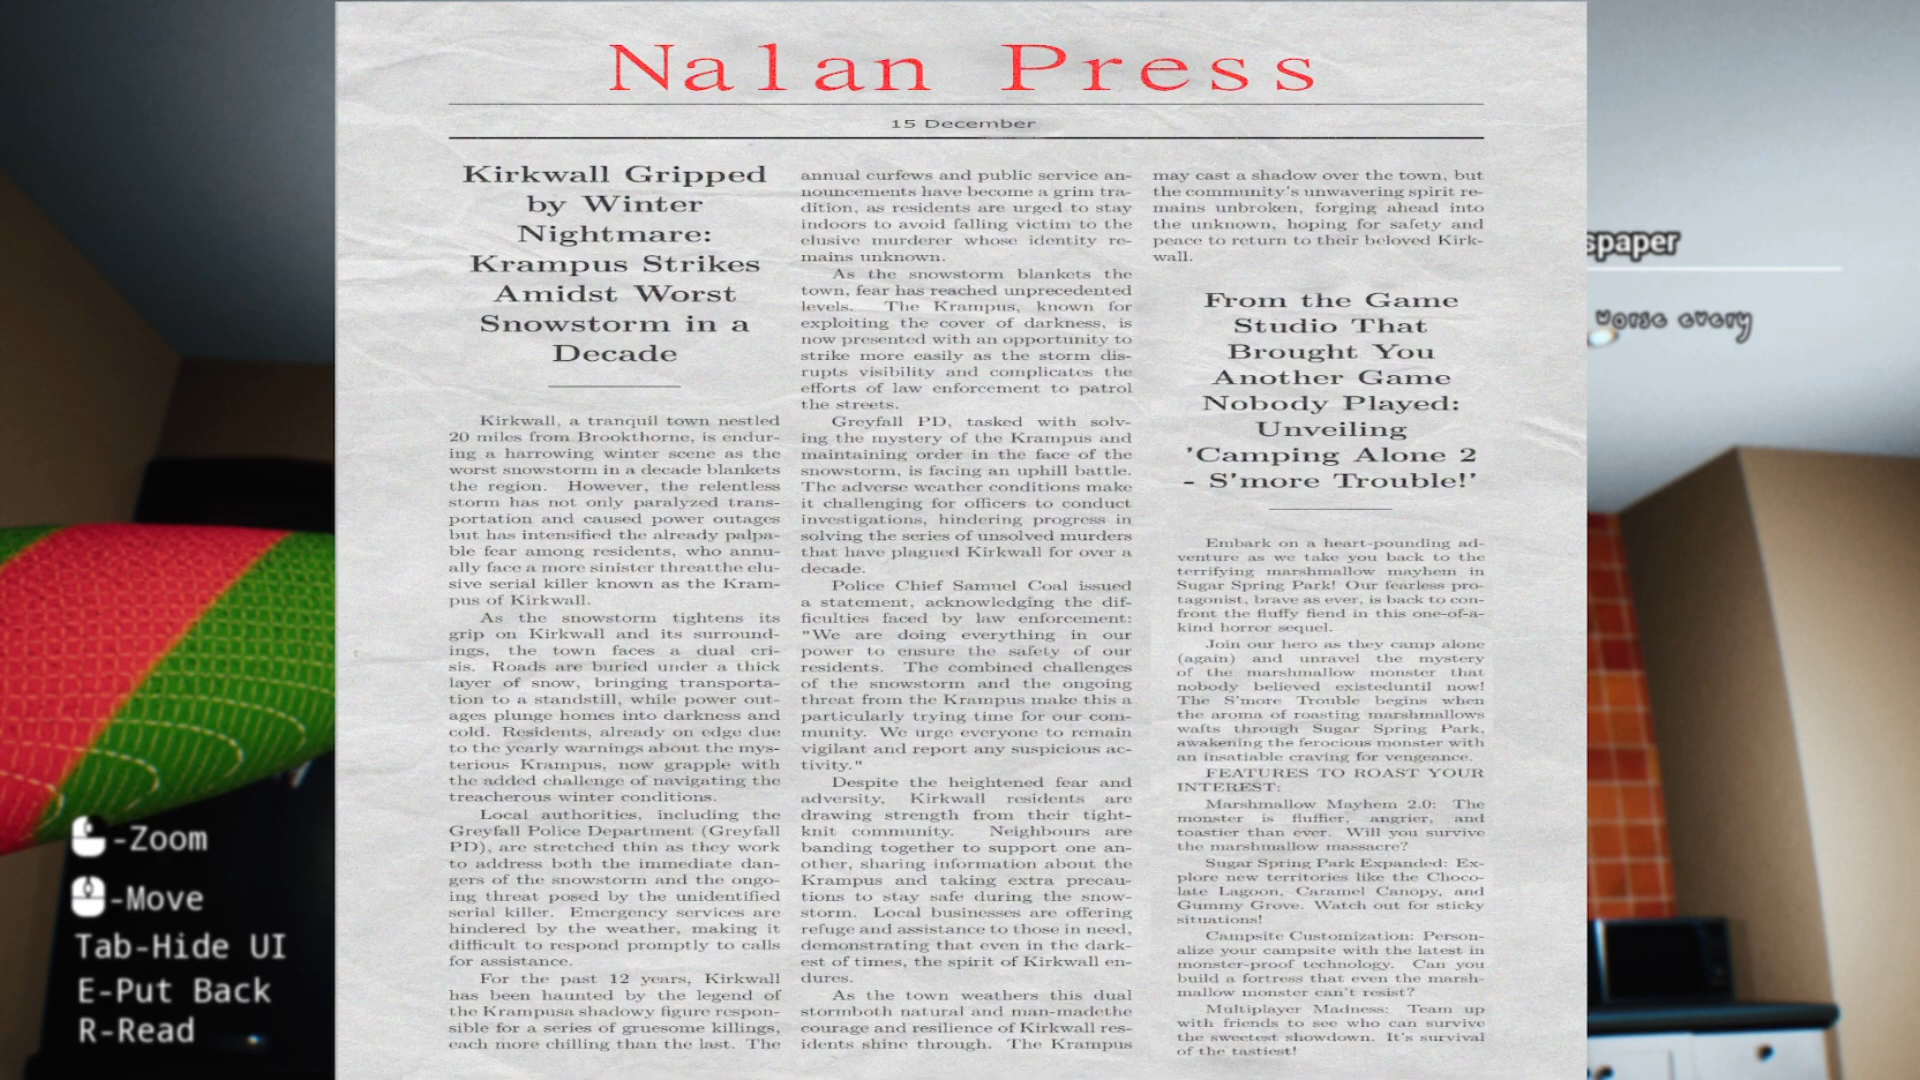 Nalan Press
15 December
Kirkwall Gripped
by Winter
Nightmare:
Krampus Strikes
Amidst Worst
Snowstorm in a
Decade
Kirkwall, a tranquil town nestled
20 miles from Brookthorne, is endur-
ing a harrowing winter scene as the
worst snowstorm in a decade blankets
the region. However, the relentless
storm has not only paralyzed trans-
portation and caused power outages
but has intensified the already palpa-
ble fear among residents, who annu-
ally face a more sinister threatthe elu-
sive serial killer known as the Kram-
pus of Kirkwall.
As the snowstorm tightens its
grip on Kirkwall and its surround-
ings, the town faces a dual cri-
sis. Roads are buried under a thick
layer of snow, bringing transporta-
tion to a standstill, while power out-
ages plunge homes into darkness and
cold. Residents, already on edge due
to the yearly warnings about the mys-
terious Krampus, now grapple with
the added challenge of navigating the
treacherous winter conditions.
Local authorities, including the
Greyfall Police Department (Greyfall
PD), are stretched thin as they work
to address both the immediate dan-
gers of the snowstorm and the ongo-
ing threat posed by the unidentified
serial killer. Emergency services are
hindered by the weather, making it
difficult to respond promptly to calls
for assistance.
For the past 12 years, Kirkwall
has been haunted by the legend of
the Krampusa shadowy figure respon-
sible for a series of gruesome killings,
each more chilling than the last. The
annual curfews and public service an-
nouncements have become a grim tra-
dition, as residents are urged to stay
indoors to avoid falling victim to the
elusive murderer whose identity re-
mains unknown.
As the snowstorm blankets the
town, fear has reached unprecedented
levels. The Krampus, known for
exploiting the cover of darkness, is
now presented with an opportunity to
strike more easily as the storm dis-
rupts visibility and complicates the
efforts of law enforcement to patrol
the streets.
Greyfall PD, tasked with solv-
ing the mystery of the Krampus and
maintaining order in the face of the
snowstorm, is facing an uphill battle.
The adverse weather conditions make
it challenging for officers to conduct
investigations, hindering progress in
solving the series of unsolved murders
that have plagued Kirkwall for over a
decade.
Police Chief Samuel Coal issued
a statement, acknowledging the dif-
ficulties faced by law enforcement:
"We are doing everything in our
power to ensure the safety of our
residents. The combined challenges
of the snowstorm and the ongoing
threat from the Krampus make this a
particularly trying time for our com-
munity. We urge everyone to remain
vigilant and report any suspicious ac-
tivity."
Despite the heightened fear and
adversity, Kirkwall residents are
drawing strength from their tight-
knit community. Neighbours are
banding together to support one an-
other, sharing information about the
Krampus and taking extra precau-
tions to stay safe during the snow-
storm. Local businesses are offering
refuge and assistance to those in need,
demonstrating that even in the dark-
est of times, the spirit of Kirkwall en-
dures.
As the town weathers this dual
stormboth natural and man-madethe
courage and resilience of Kirkwall res-
idents shine through. The Krampus
may cast a shadow over the town, but
the community's unwavering spirit re-
mains unbroken, forging ahead into
the unknown, hoping for safety and
peace to return to their beloved Kirk-
wall.
From the Game
Studio That
Brought You
Another Game
Nobody Played:
Unveiling
'Camping Alone 2
- S'more Trouble!'
Embark on a heart-pounding ad-
venture as we take you back to the
terrifying marshmallow mayhem in
Sugar Spring Park! Our fearless pro-
tagonist, brave as ever, is back to con-
front the fluffy fiend in this one-of-a-
kind horror sequel.
Join our hero as they camp alone
(again) and unravel the mystery
of the marshmallow monster that
nobody believed existeduntil now!
The S'more Trouble begins when
the aroma of roasting marshmallows
wafts through Sugar Spring Park,
awakening the ferocious monster with
an insatiable craving for vengeance.
FEATURES TO ROAST YOUR
INTEREST:
Marshmallow Mayhem 2.0: The
monster is fluffier, angrier, and
toastier than ever. Will you survive
the marshmallow massacre?
Sugar Spring Park Expanded: Ex-
plore new territories like the Choco-
late Lagoon, Caramel Canopy, and
Gummy Grove. Watch out for sticky
situations!
Campsite Customization: Person-
alize your campsite with the latest in
monster-proof technology. Can you
build a fortress that even the marsh-
mallow monster can't resist?
Multiplayer Madness: Team up
with friends to see who can survive
the sweetest showdown. It's survival
of the tastiest!
spaper
worse every
-Zoom
-Move
Tab-Hide UI
E-Put Back
R-Read